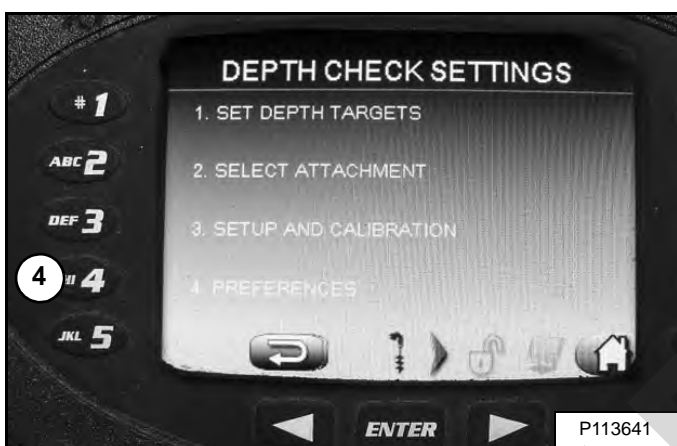 DEPTH CHECK SETTINGS
# 1
1. SET DEPTH TARGETS
ABC 2
2. SELECT ATTACHMENT
DEF 3
3. SETUP AND CALIBRATION
4
4
4. PREFERENCES
JKL 5
ENTER
P113641